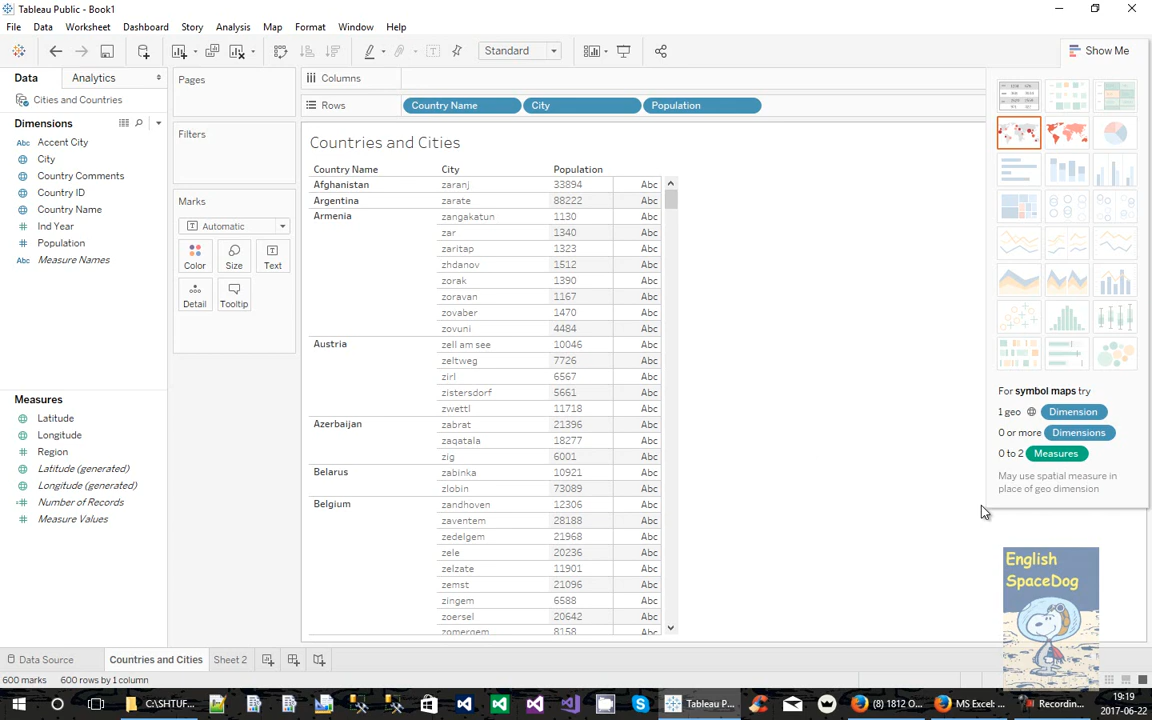 Tableau Public - Book1
File Data Worksheet Dashboard Story Analysis Map Format Window Help
Standard
Show Me
Data Analytics
Cities and Countries
Dimensions
Abc Accent City
City
Country Comments
Country ID
Country Name
# Ind Year
# Population
Abc Measure Names
Measures
Latitude
Longitude
# Region
Latitude (generated)
Longitude (generated)
Number of Records
# Measure Values
Pages
Filters
Marks
Automatic
Color Size Text
Detail Tooltip
Columns
Rows Country Name City Population
Countries and Cities
Country Name City Population
Afghanistan zaranj 33894 Abc
Argentina zarate 88222 Abc
Armenia zangakatun 1130 Abc
zar 1340 Abc
zaritap 1323 Abc
zhdanov 1512 Abc
zorak 1390 Abc
zoravan 1167 Abc
zovaber 1470 Abc
zovuni 4484 Abc
Austria zell am see 10046 Abc
zeltweg 7726 Abc
zirl 6567 Abc
zistersdorf 5661 Abc
zwettl 11718 Abc
Azerbaijan zabrat 21396 Abc
zaqatala 18277 Abc
zig 6001 Abc
Belarus zabinka 10921 Abc
zlobin 73089 Abc
Belgium zandhoven 12306 Abc
zaventem 28188 Abc
zedelgem 21968 Abc
zele 20236 Abc
zelzate 11901 Abc
zemst 21096 Abc
zingem 6588 Abc
zoersel 20642 Abc
zomergem 8158 Abc
For symbol maps try
1 geo Dimension
0 or more Dimensions
0 to 2 Measures
May use spatial measure in
place of geo dimension
English
SpaceDog
Data Source Countries and Cities Sheet 2
600 marks 600 rows by 1 column
C:\SHTUF... Tableau P... (8) 1812 O... MS Excel: ... Recordin...
19:19
2017-06-22